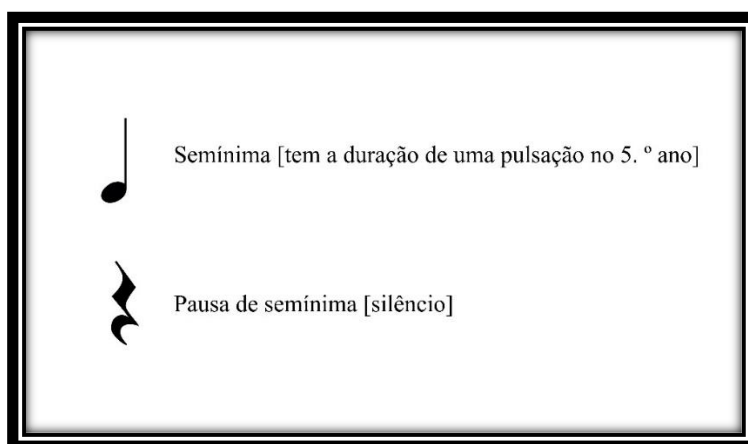 Semínima [tem a duração de uma pulsação no 5. º ano]
Pausa de semínima [silêncio]